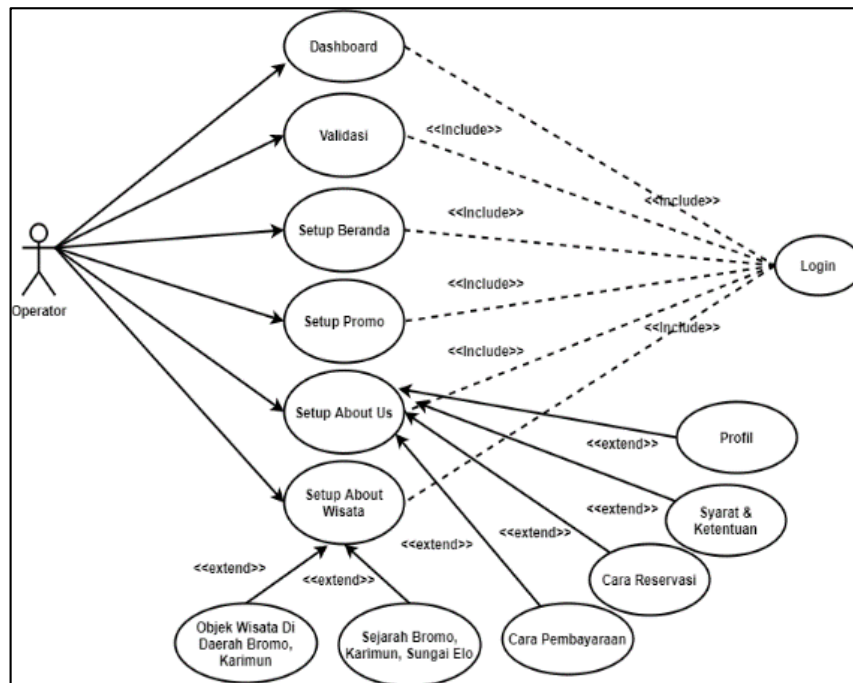 Dashboard
<<Include>>
Validasi
<<Include>>
<<Include>>
Setup Beranda
Login
<<Include>>
Operator
Setup Promo
<<Include>>
<<Include>>
Setup About Us
Profil
<<extend>>
Setup About
Wisata
Syarat &
Ketentuan
<<extend>>
<<extend>>
<<extend>>
<<extend>>
<<extend>>
Cara Reservasi
Objek Wisata Di
Daerah Bromo,
Karimun
Sejarah Bromo,
Karimun, Sungai Elo
Cara Pembayaraan